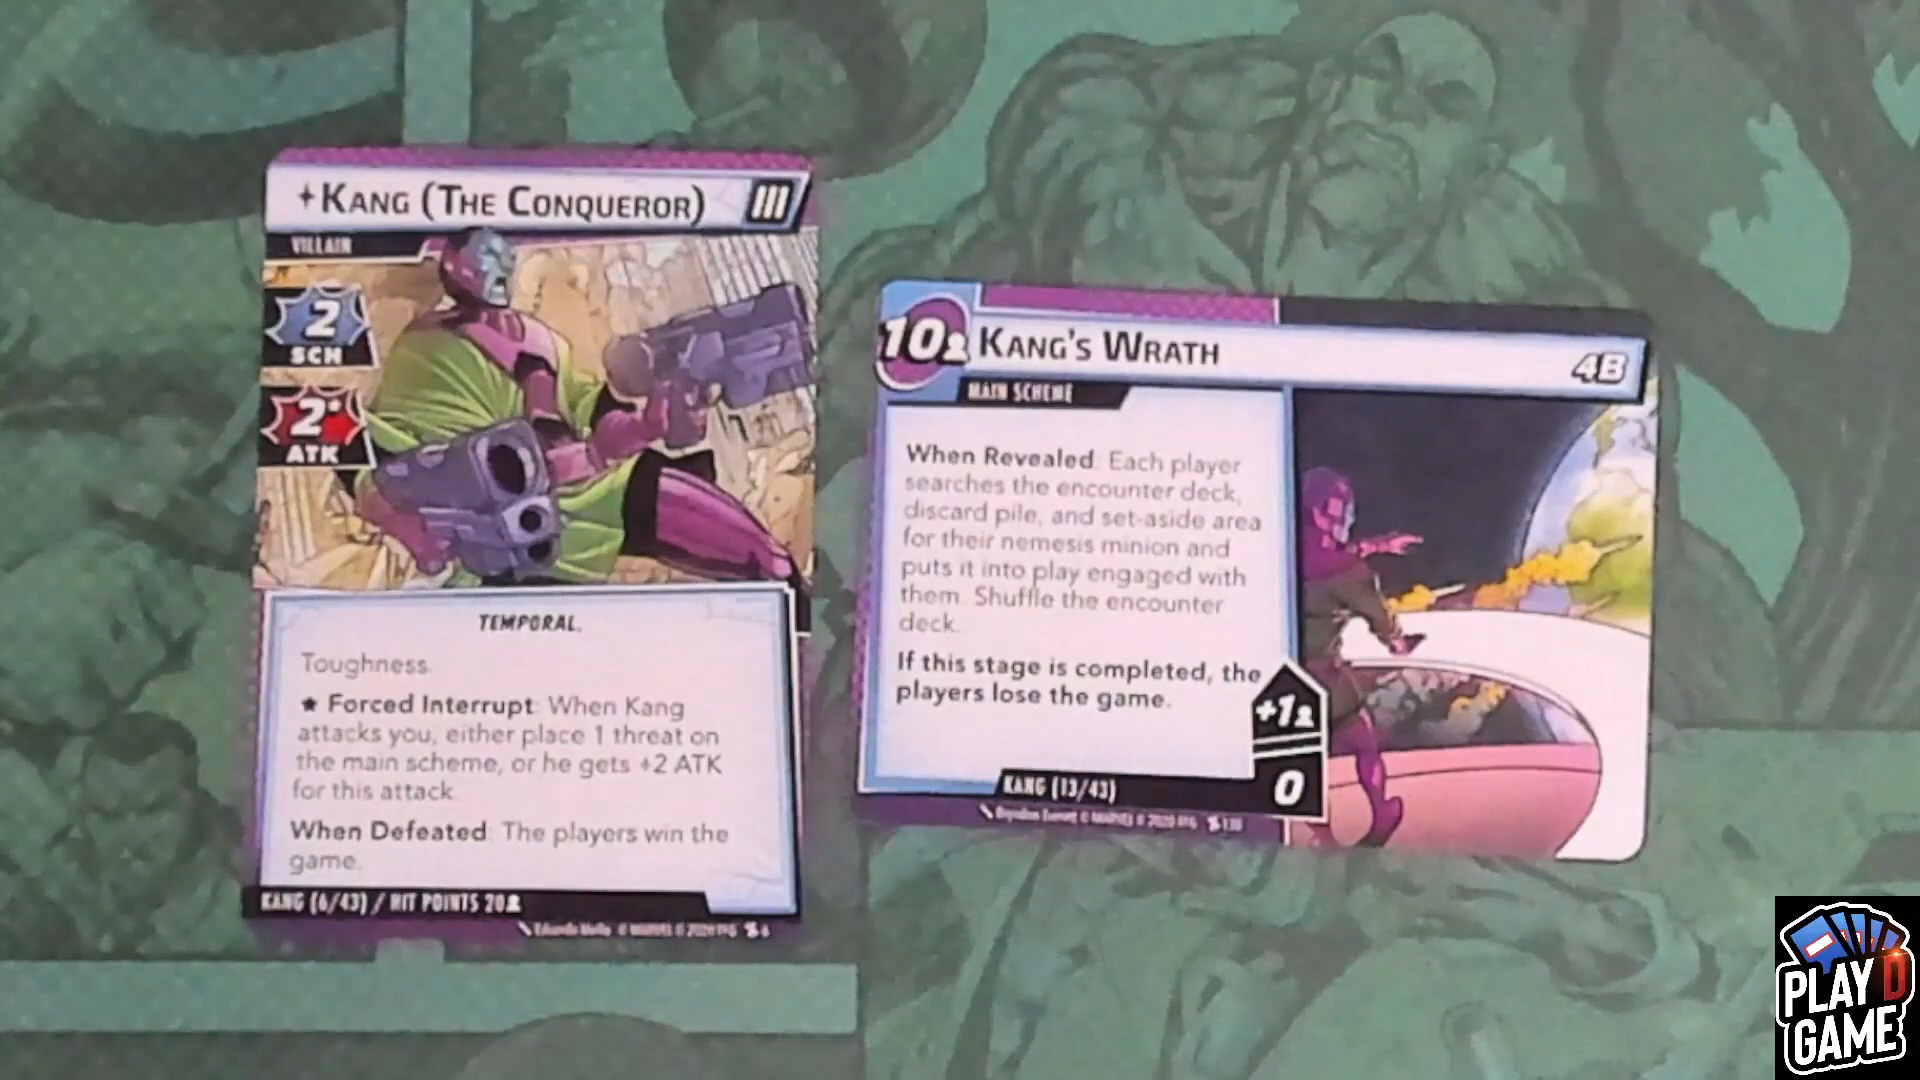 KANG (THE CONQUEROR) III
VILLAIN
2
SCH
2
ATK
TEMPORAL.
Toughness.
★ Forced Interrupt: When Kang
attacks you, either place 1 threat on
the main scheme, or he gets +2 ATK
for this attack.
When Defeated: The players win the
game.
KANG (6/43) / HIT POINTS 20
10 KANG'S WRATH 4B
MAIN SCHEME
When Revealed: Each player
searches the encounter deck,
discard pile, and set-aside area
for their nemesis minion and
puts it into play engaged with
them. Shuffle the encounter
deck.
If this stage is completed, the
players lose the game.
+1
0
KANG (13/43)
PLAY D
GAME